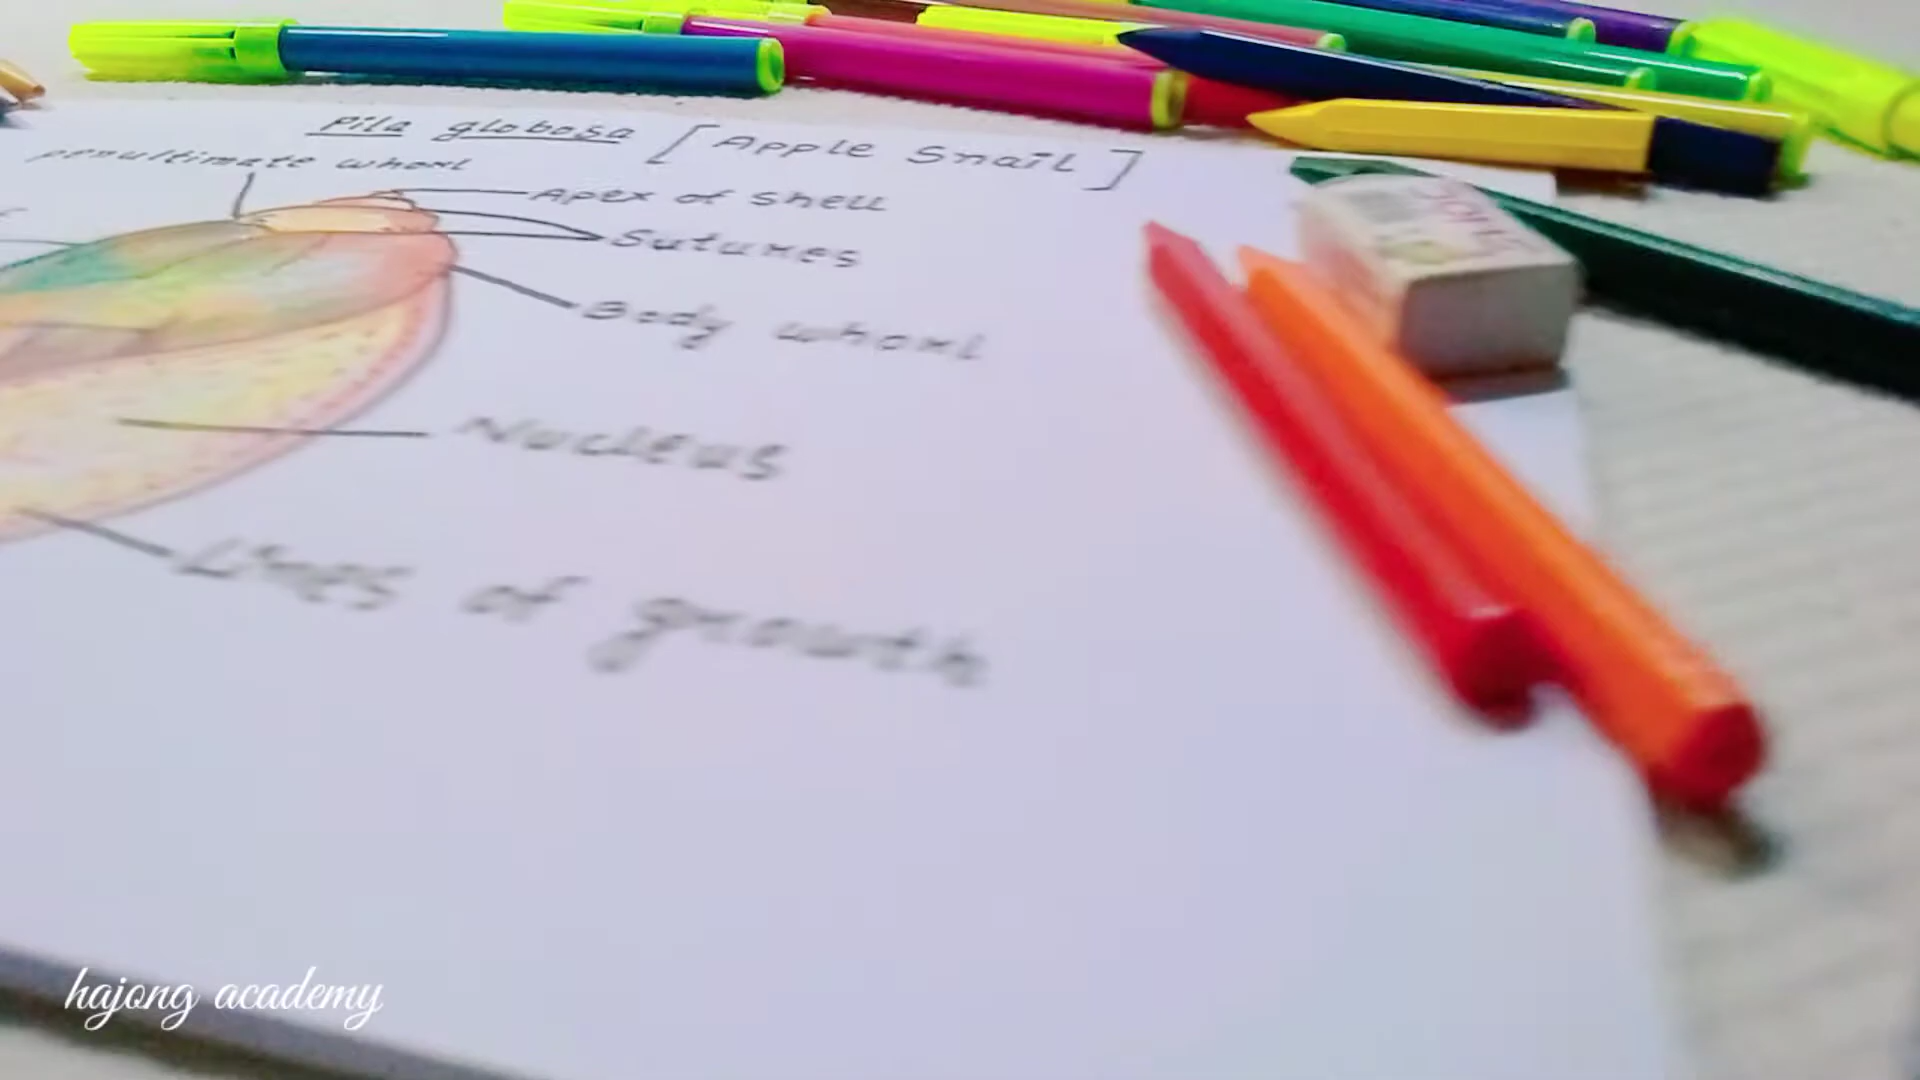 Pila globosa [Apple Snail]
penultimate whorl
Apex of shell
Sutures
Body whorl
Nucleus
Lines of growth
hajong academy